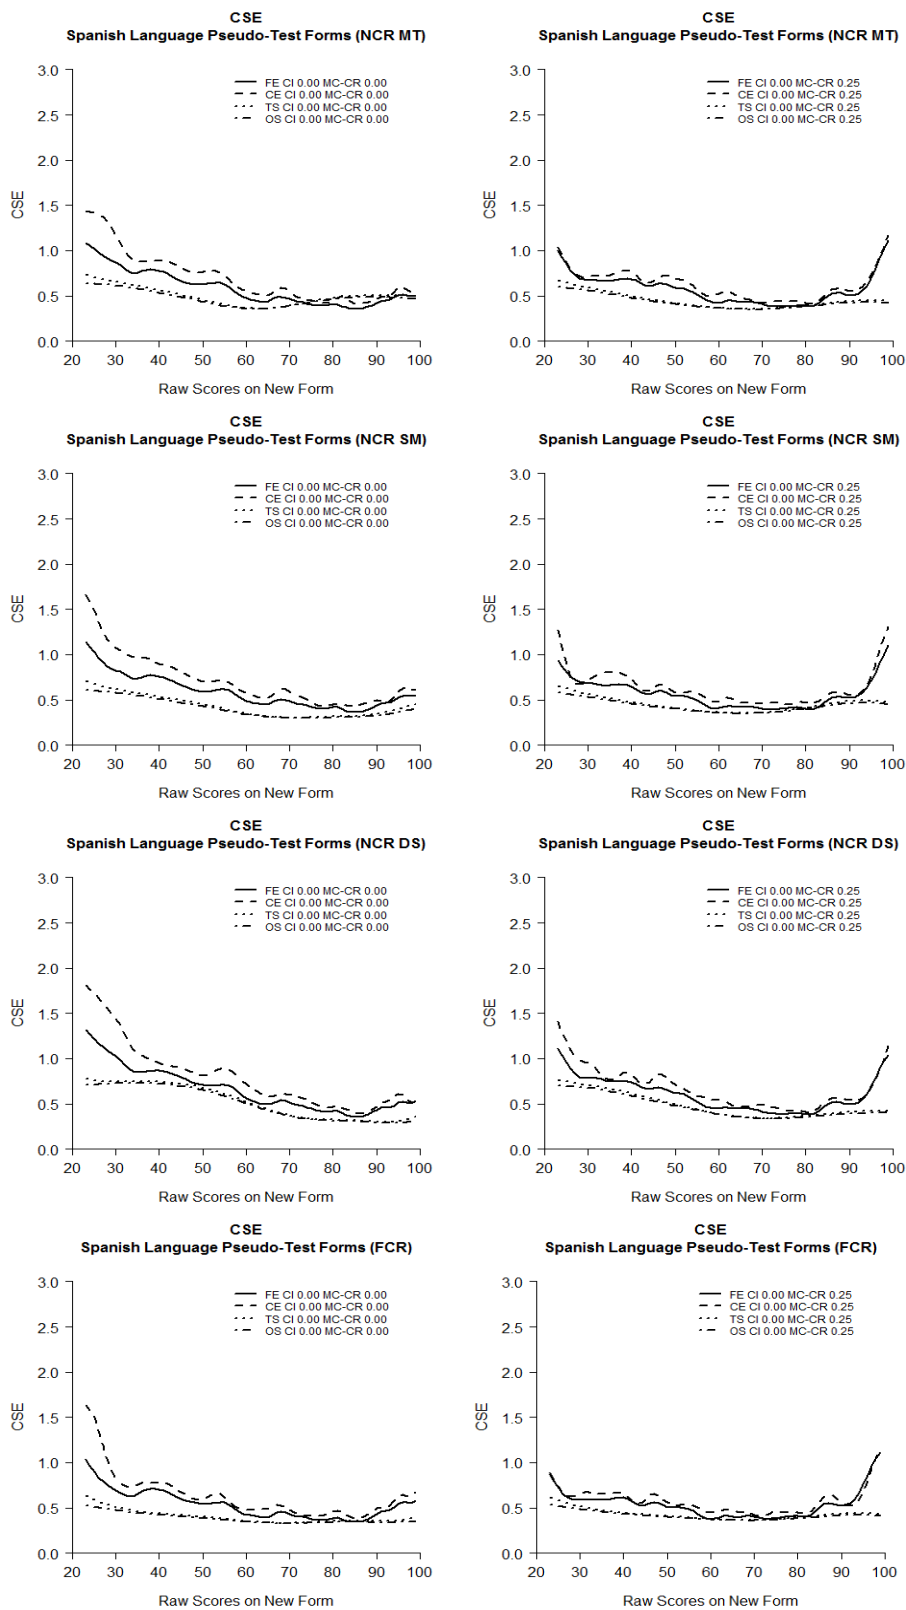 CSE
Spanish Language Pseudo-Test Forms (NCR MT)
3.0
2.5
2.0
1.5
1.0
0.5
0.0
CSE
FE CI 0.00 MC-CR 0.00
CE CI 0.00 MC-CR 0.00
TS CI 0.00 MC-CR 0.00
OS CI 0.00 MC-CR 0.00
20 30 40 50 60 70 80 90 100
Raw Scores on New Form
CSE
Spanish Language Pseudo-Test Forms (NCR MT)
3.0
2.5
2.0
1.5
1.0
0.5
0.0
CSE
FE CI 0.00 MC-CR 0.25
CE CI 0.00 MC-CR 0.25
TS CI 0.00 MC-CR 0.25
OS CI 0.00 MC-CR 0.25
20 30 40 50 60 70 80 90 100
Raw Scores on New Form
CSE
Spanish Language Pseudo-Test Forms (NCR SM)
3.0
2.5
2.0
1.5
1.0
0.5
0.0
CSE
FE CI 0.00 MC-CR 0.00
CE CI 0.00 MC-CR 0.00
TS CI 0.00 MC-CR 0.00
OS CI 0.00 MC-CR 0.00
20 30 40 50 60 70 80 90 100
Raw Scores on New Form
CSE
Spanish Language Pseudo-Test Forms (NCR SM)
3.0
2.5
2.0
1.5
1.0
0.5
0.0
CSE
FE CI 0.00 MC-CR 0.25
CE CI 0.00 MC-CR 0.25
TS CI 0.00 MC-CR 0.25
OS CI 0.00 MC-CR 0.25
20 30 40 50 60 70 80 90 100
Raw Scores on New Form
CSE
Spanish Language Pseudo-Test Forms (NCR DS)
3.0
2.5
2.0
1.5
1.0
0.5
0.0
CSE
FE CI 0.00 MC-CR 0.00
CE CI 0.00 MC-CR 0.00
TS CI 0.00 MC-CR 0.00
OS CI 0.00 MC-CR 0.00
20 30 40 50 60 70 80 90 100
Raw Scores on New Form
CSE
Spanish Language Pseudo-Test Forms (NCR DS)
3.0
2.5
2.0
1.5
1.0
0.5
0.0
CSE
FE CI 0.00 MC-CR 0.25
CE CI 0.00 MC-CR 0.25
TS CI 0.00 MC-CR 0.25
OS CI 0.00 MC-CR 0.25
20 30 40 50 60 70 80 90 100
Raw Scores on New Form
CSE
Spanish Language Pseudo-Test Forms (FCR)
3.0
2.5
2.0
1.5
1.0
0.5
0.0
CSE
FE CI 0.00 MC-CR 0.00
CE CI 0.00 MC-CR 0.00
TS CI 0.00 MC-CR 0.00
OS CI 0.00 MC-CR 0.00
20 30 40 50 60 70 80 90 100
Raw Scores on New Form
CSE
Spanish Language Pseudo-Test Forms (FCR)
3.0
2.5
2.0
1.5
1.0
0.5
0.0
CSE
FE CI 0.00 MC-CR 0.25
CE CI 0.00 MC-CR 0.25
TS CI 0.00 MC-CR 0.25
OS CI 0.00 MC-CR 0.25
20 30 40 50 60 70 80 90 100
Raw Scores on New Form